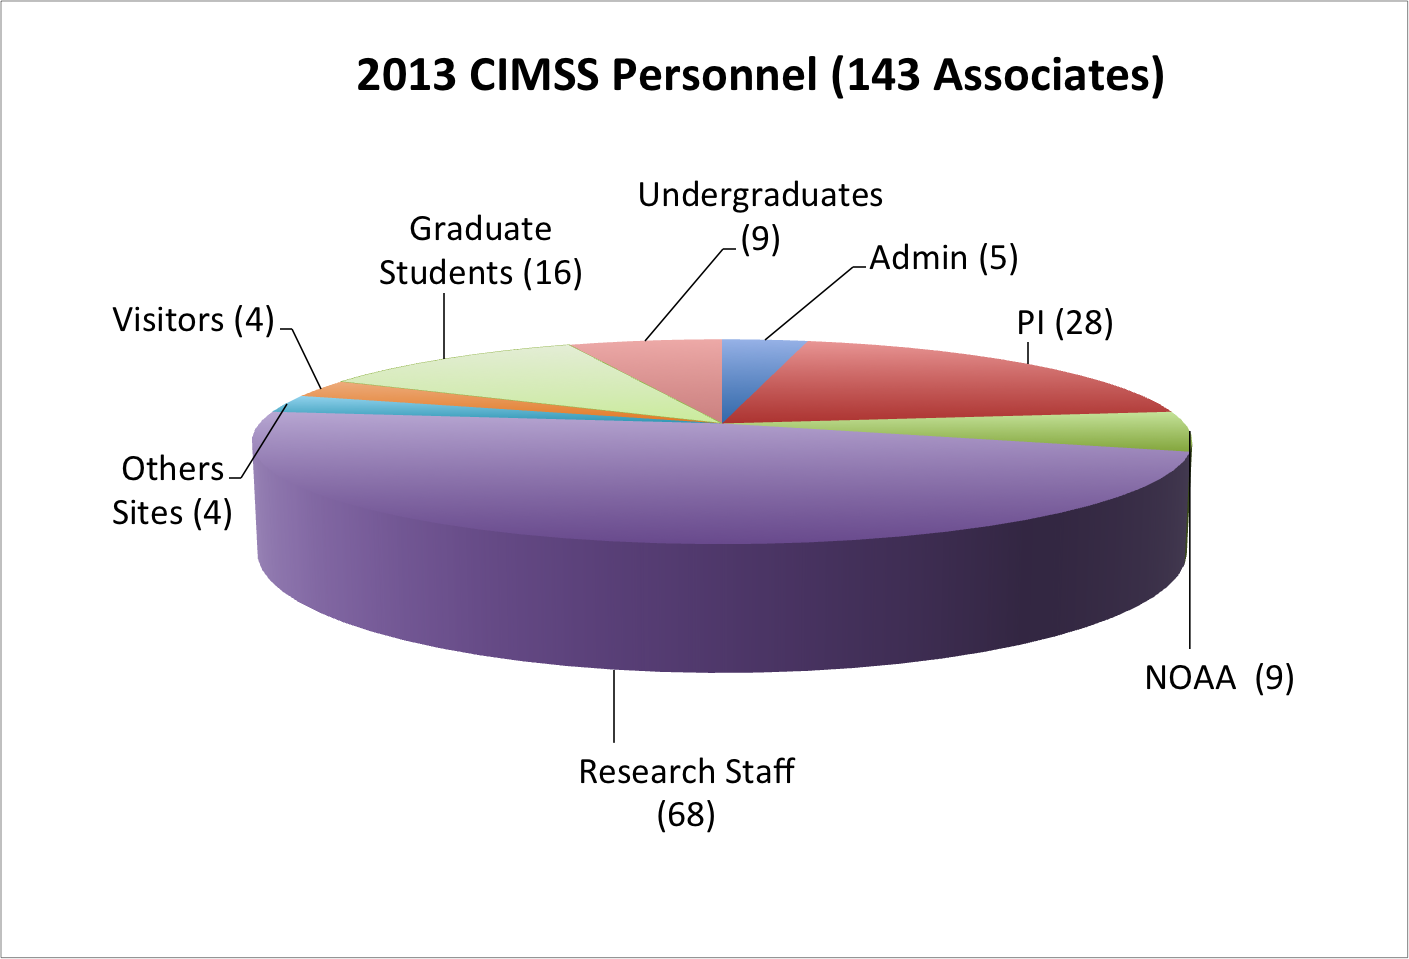 2013 CIMSS Personnel (143 Associates)
Undergraduates
(9)
Graduate
Students (16)
Admin (5)
Visitors (4)
PI (28)
Others
Sites (4)
NOAA  (9)
Research Staff
(68)